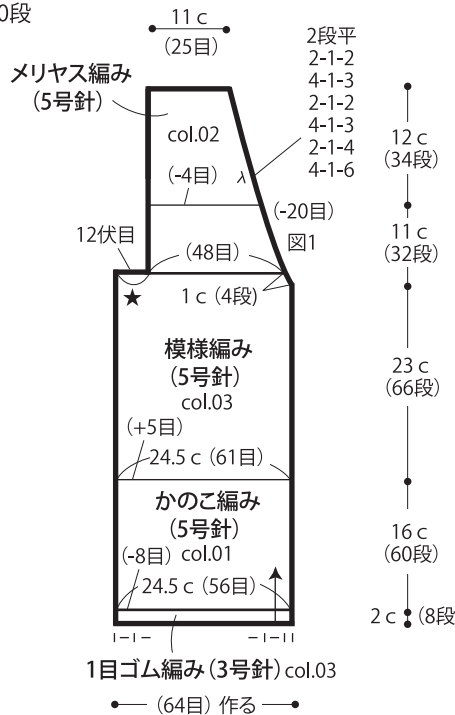 0段
11 c
(25目)
メリヤス編み
(5号針)
2段平
2-1-2
4-1-3
2-1-2
4-1-3
2-1-4
4-1-6
col.02
(-4目)
λ
(-20目)
図1
12 c
(34段)
11 c
(32段)
12伏目
(48目)
★
1 c (4段)
模様編み
(5号針)
col.03
23 c
(66段)
(+5目)
24.5 c (61目)
かのこ編み
(5号針)
col.01
(-8目)
24.5 c (56目)
16 c
(60段)
2 c
(8段
1目ゴム編み (3号針) col.03
(64目) 作る